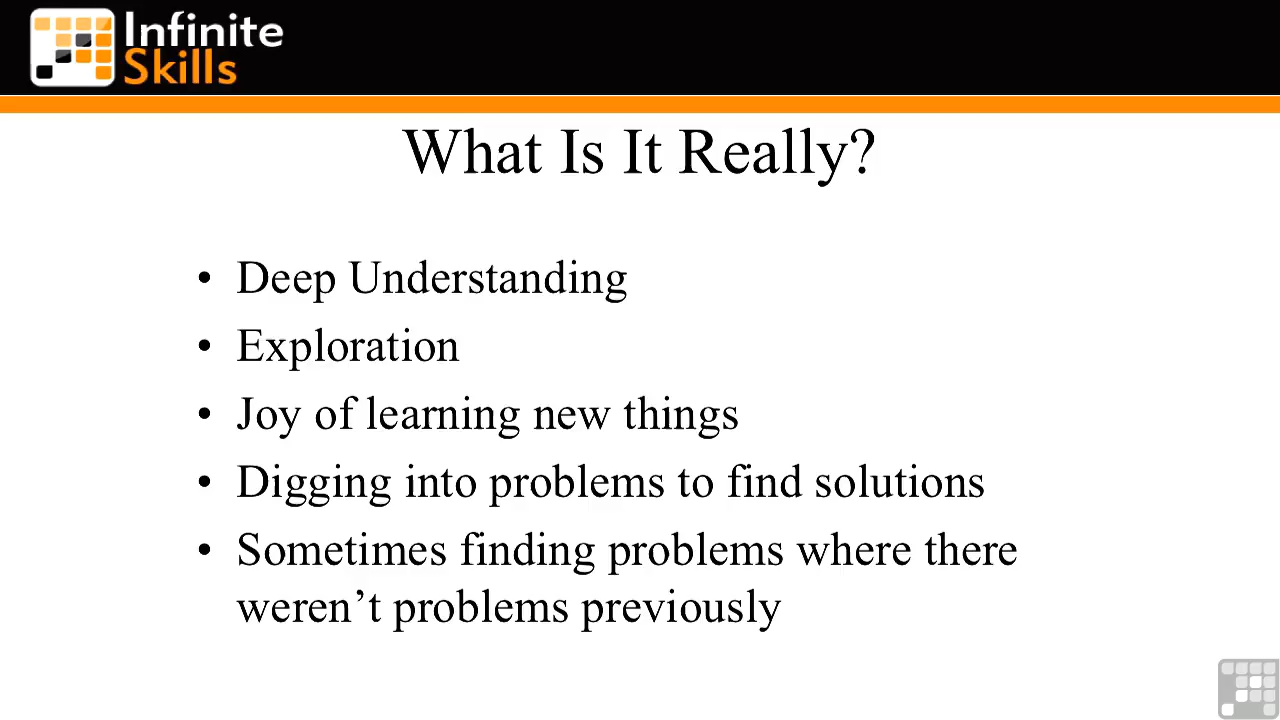 Infinite
Skills
What Is It Really?
• Deep Understanding
• Exploration
• Joy of learning new things
• Digging into problems to find solutions
• Sometimes finding problems where there
weren’t problems previously